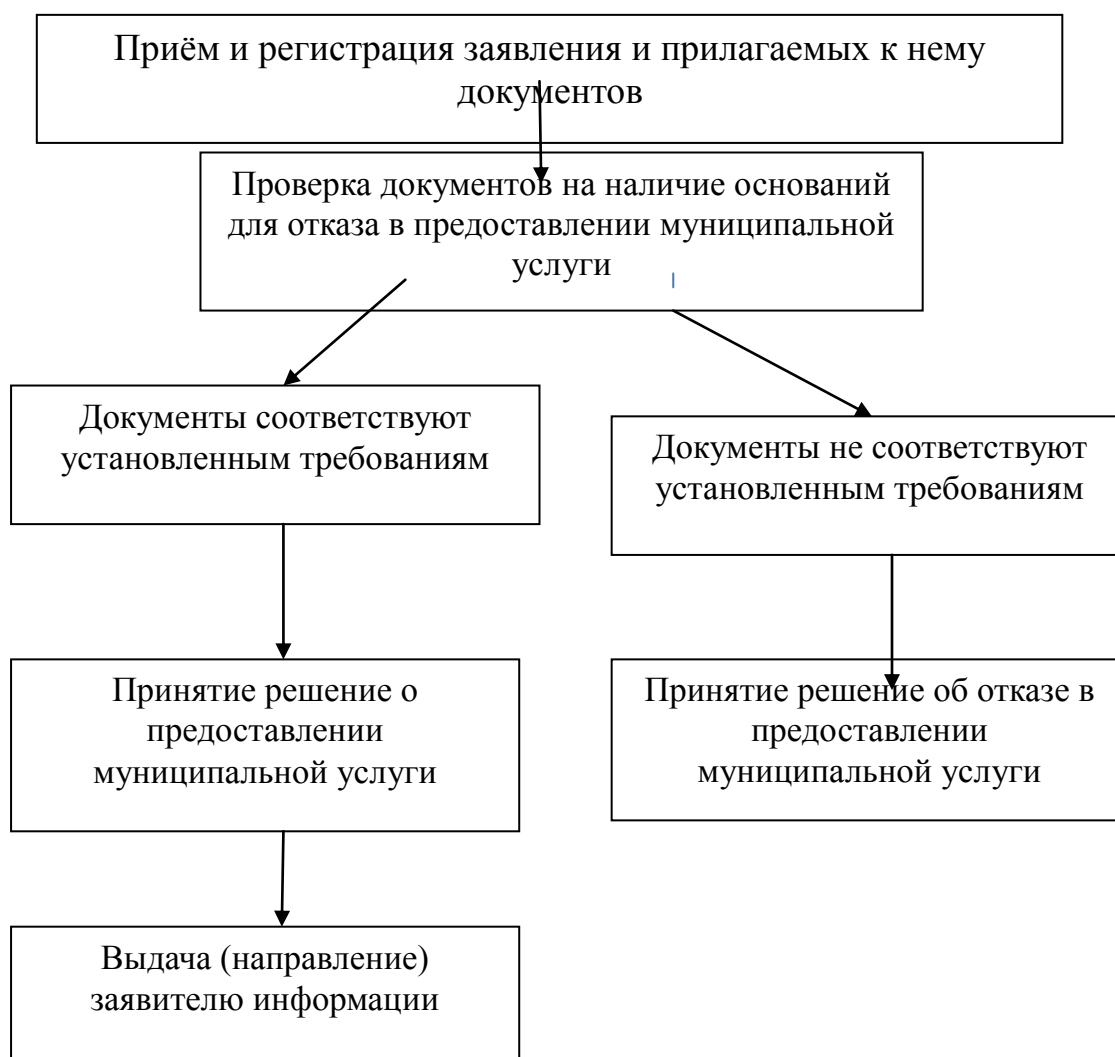 Приём и регистрация заявления и прилагаемых к нему
документов
Проверка документов на наличие оснований
для отказа в предоставлении муниципальной
услуги
Документы соответствуют
установленным требованиям
Документы не соответствуют
установленным требованиям
Принятие решение о
предоставлении
муниципальной услуги
Принятие решение об отказе в
предоставлении
муниципальной услуги
Выдача (направление)
заявителю информации